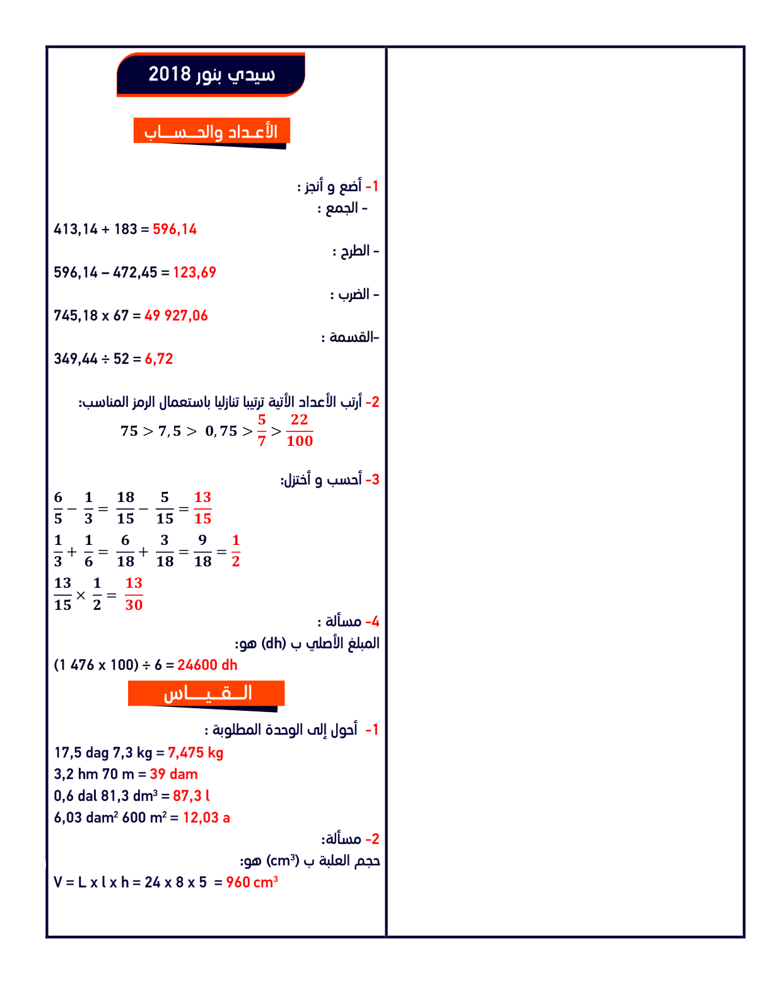 سيدي بنور 2018
الأعـداد والحـــســـاب
1- أضع و أنجز :
- الجمع :
413,14 + 183 = 596,14
- الطرح :
596,14 – 472,45 = 123,69
- الضرب :
745,18 x 67 = 49 927,06
-القسمة :
349,44 ÷ 52 = 6,72
2- أرتب الأعداد الأتية ترتيبا تنازليا باستعمال الرمز المناسب:
75 > 7,5 > 0,75 > 5/7 > 22/100
3- أحسب و أختزل:
6/5 − 1/3 = 18/15 − 5/15 = 13/15
1/3 + 1/6 = 6/18 + 3/18 = 9/18 = 1/2
13/15 × 1/2 = 13/30
4- مسألة :
المبلغ الأصلي ب (dh) هو:
(1 476 x 100) ÷ 6 = 24600 dh
الـــقـــيـــــاس
1- أحول إلى الوحدة المطلوبة :
17,5 dag 7,3 kg = 7,475 kg
3,2 hm 70 m = 39 dam
0,6 dal 81,3 dm³ = 87,3 l
6,03 dam² 600 m² = 12,03 a
2- مسألة:
حجم العلبة ب (cm³) هو:
V = L x l x h = 24 x 8 x 5 = 960 cm³